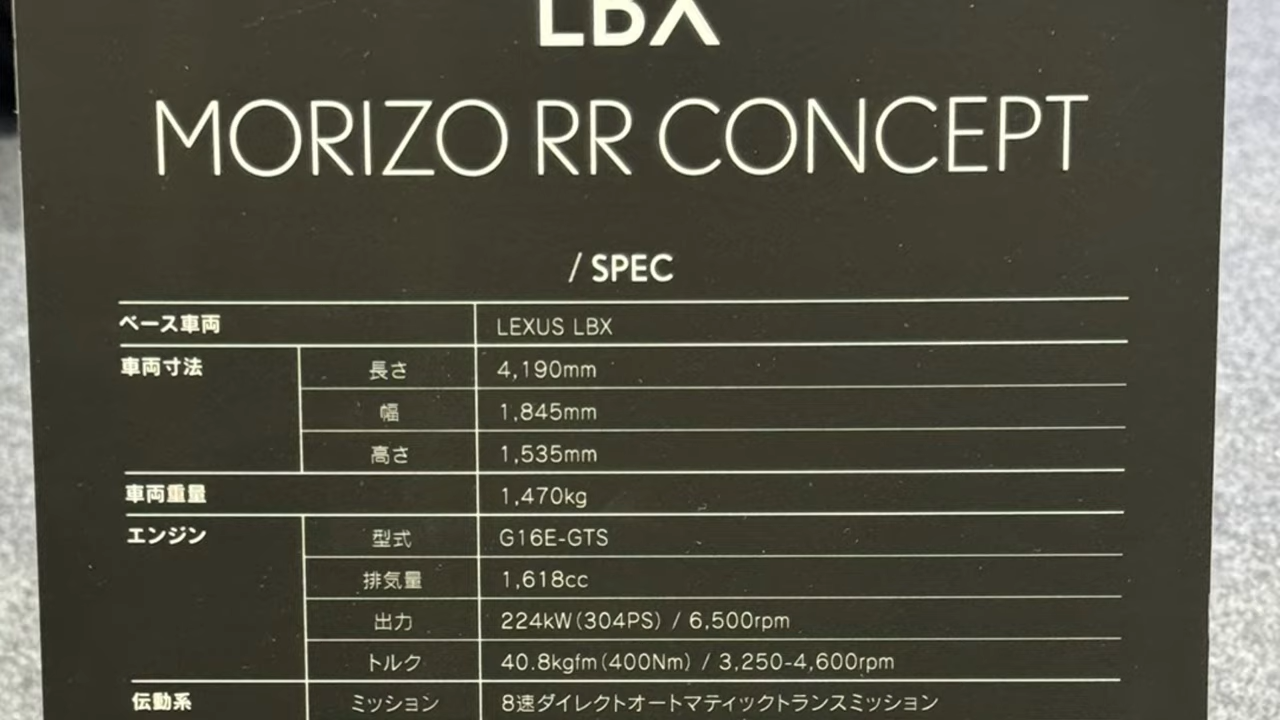 LBX
MORIZO RR CONCEPT
/ SPEC
ベース車両 LEXUS LBX
車両寸法 長さ 4,190mm
幅 1,845mm
高さ 1,535mm
車両重量 1,470kg
エンジン 型式 G16E-GTS
排気量 1,618cc
出力 224kW(304PS) / 6,500rpm
トルク 40.8kgfm(400Nm) / 3,250-4,600rpm
伝動系 ミッション 8速ダイレクトオートマティックトランスミッション